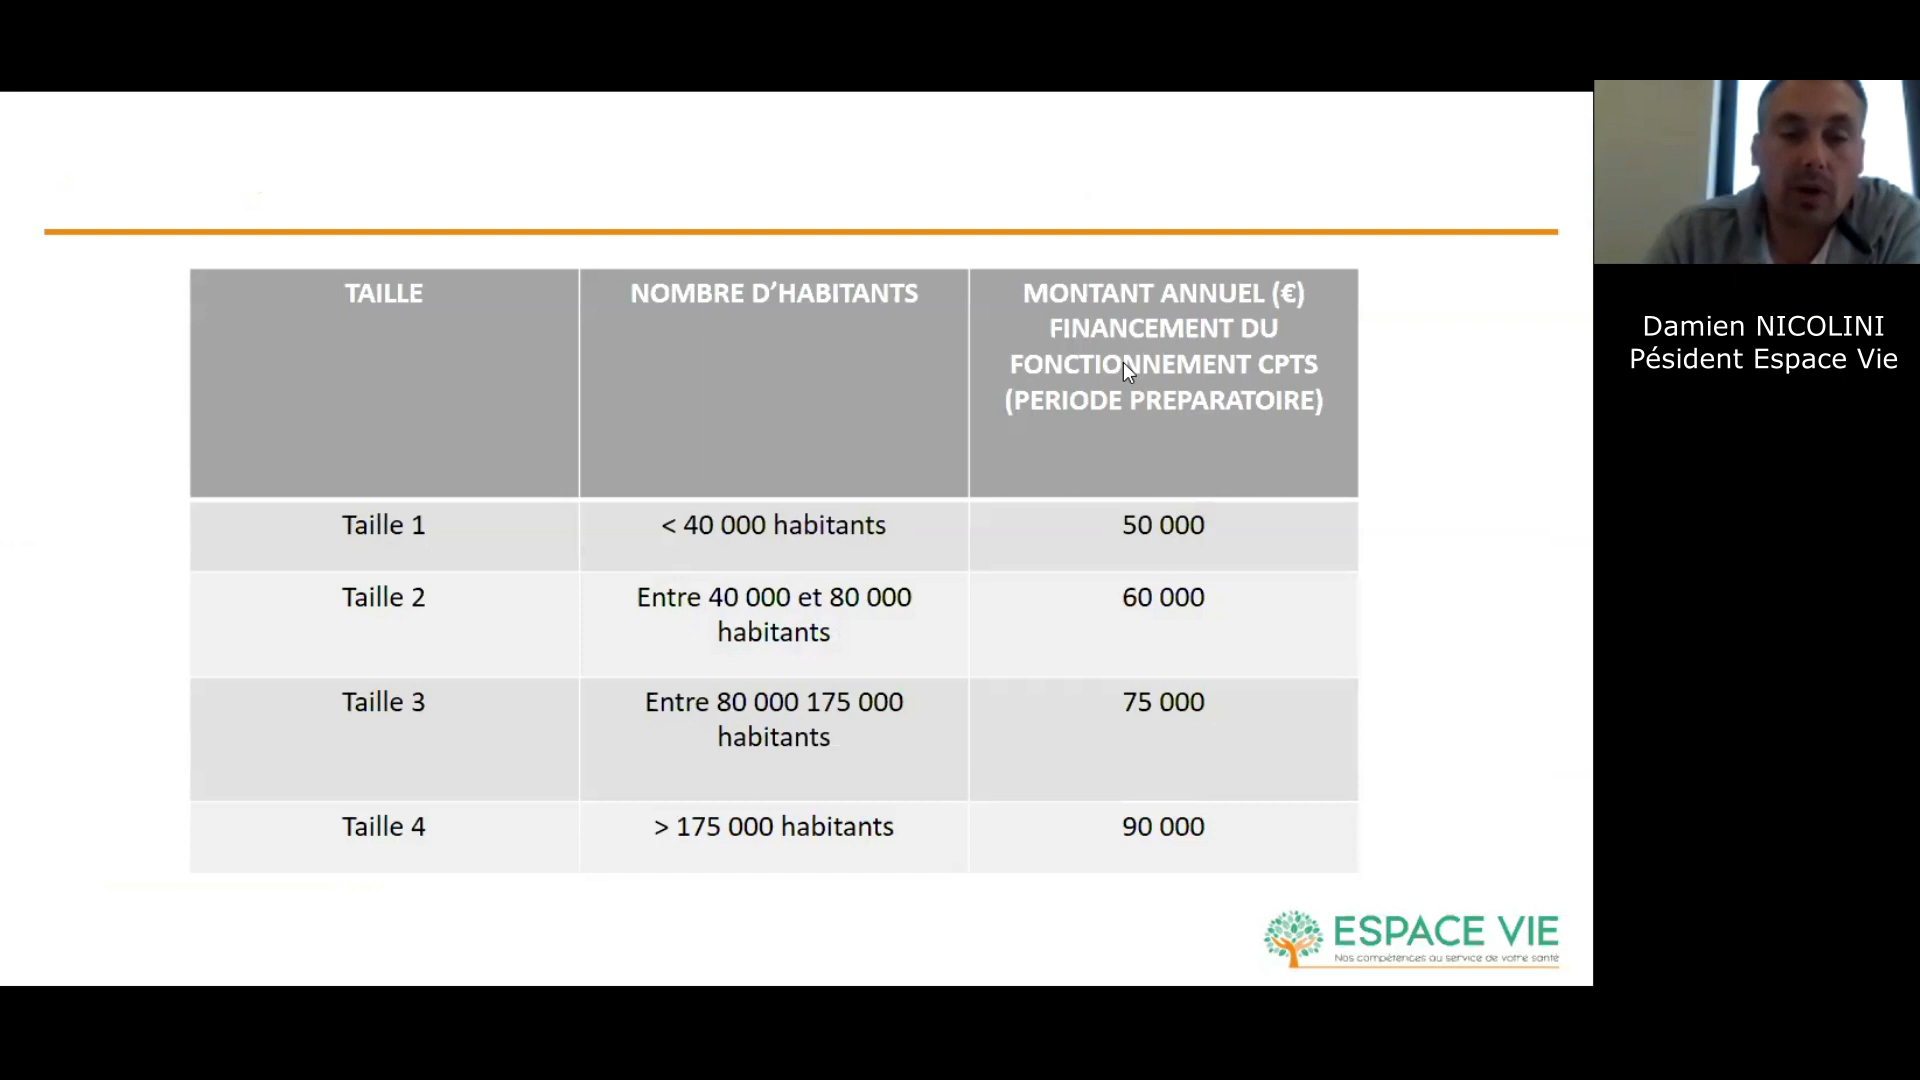 TAILLE
NOMBRE D’HABITANTS
MONTANT ANNUEL (€)
FINANCEMENT DU
FONCTIONNEMENT CPTS
(PERIODE PREPARATOIRE)
Taille 1
< 40 000 habitants
50 000
Taille 2
Entre 40 000 et 80 000
habitants
60 000
Taille 3
Entre 80 000 175 000
habitants
75 000
Taille 4
> 175 000 habitants
90 000
ESPACE VIE
Nos compétences au service de votre santé
Damien NICOLINI
Pésident Espace Vie